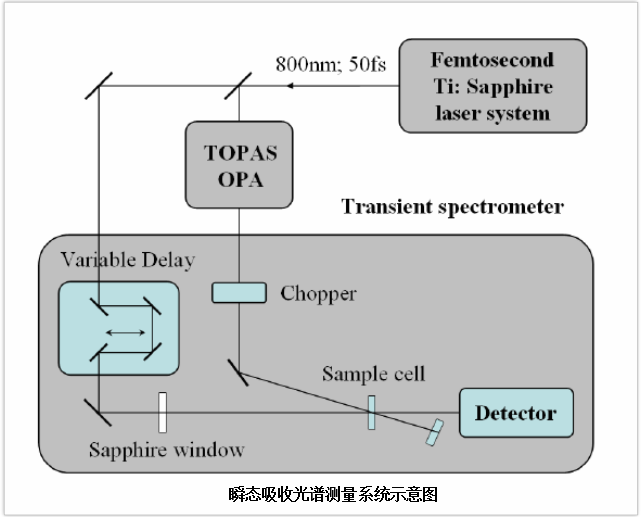 800nm; 50fs
Femtosecond
Ti: Sapphire
laser system
TOPAS
OPA
Transient spectrometer
Variable Delay
Chopper
Sample cell
Detector
Sapphire window
瞬态吸收光谱测量系统示意图